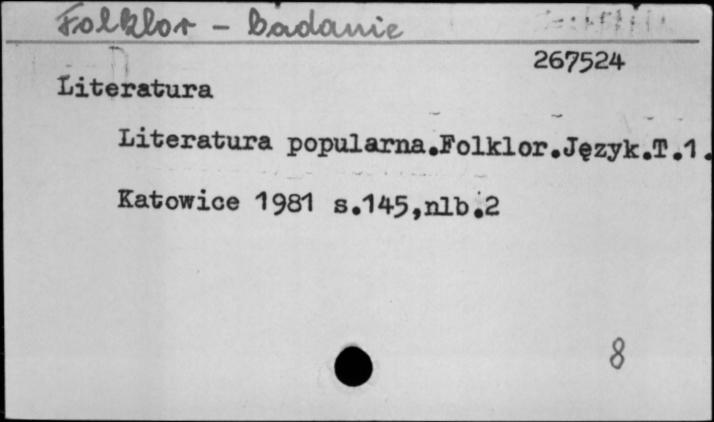 Folklor - badanie
267524
Literatura
Literatura popularna.Folklor.Język.T.1.
Katowice 1981 s.145,nlb.2
8